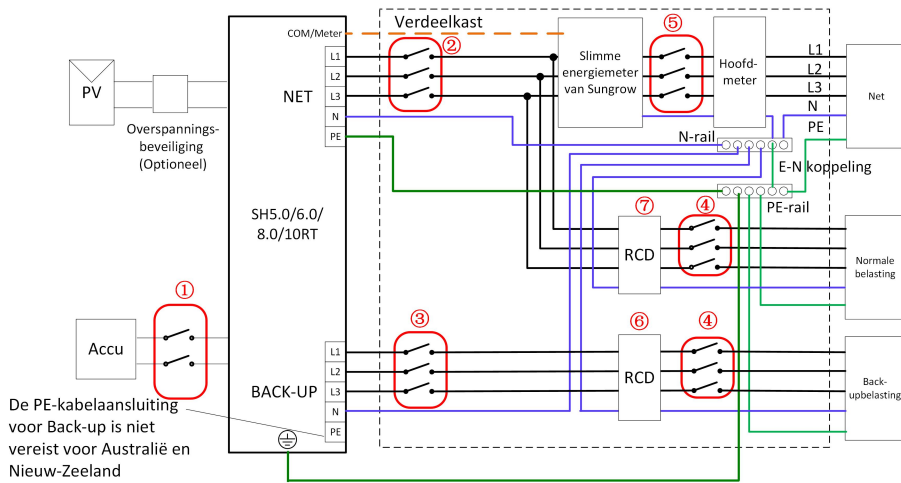 Verdeelkast
COM/Meter
②
⑤
L1
L2
L3
N
PE
NET
Slimme
energiemeter
van Sungrow
Hoofd-
meter
L1
L2
L3
N
PE
Net
PV
Overspannings-
beveiliging
(Optioneel)
N-rail
E-N koppeling
PE-rail
SH5.0/6.0/
8.0/10RT
⑦
④
RCD
Normale
belasting
①
Accu
③
⑥
④
L1
L2
L3
N
PE
BACK-UP
RCD
Back-
upbelasting
De PE-kabelaansluiting
voor Back-up is niet
vereist voor Australië en
Nieuw-Zeeland